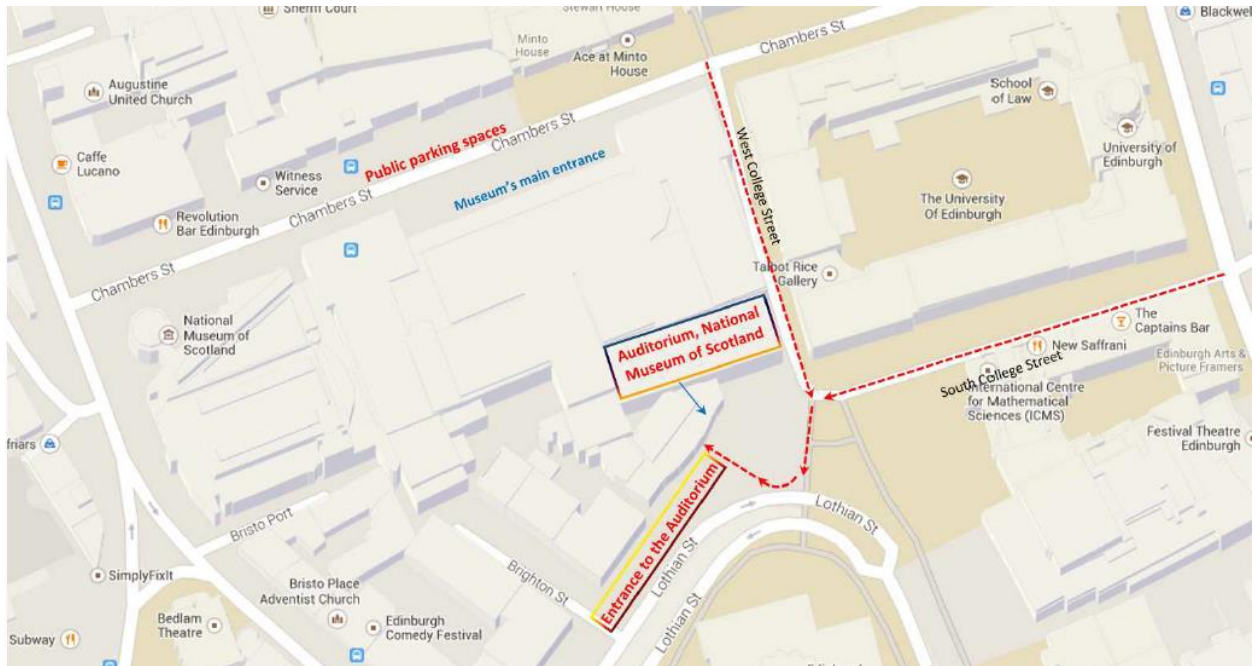 Sheriff Court
Stewart House
Minto
House
Ace at Minto
House
Chambers St
Blackwel
Augustine
United Church
School
of Law
Public parking spaces
Chambers St
West College Street
University of
Edinburgh
Caffe
Lucano
Witness
Service
Museum's main entrance
The University
Of Edinburgh
Revolution
Bar Edinburgh
Chambers St
Talbot Rice
Gallery
Chambers St
National
Museum of
Scotland
Auditorium, National
Museum of Scotland
The
Captains Bar
New Saffrani
Edinburgh Arts &
Picture Framers
South College Street
International Centre
for Mathematical
Sciences (ICMS)
friars
Festival Theatre
Edinburgh
Entrance to the Auditorium
Lothian St
Bristo Port
Lothian St
Lothian St
Brighton St
SimplyFixIt
Bristo Place
Adventist Church
Bedlam
Theatre
Edinburgh
Comedy Festival
Subway